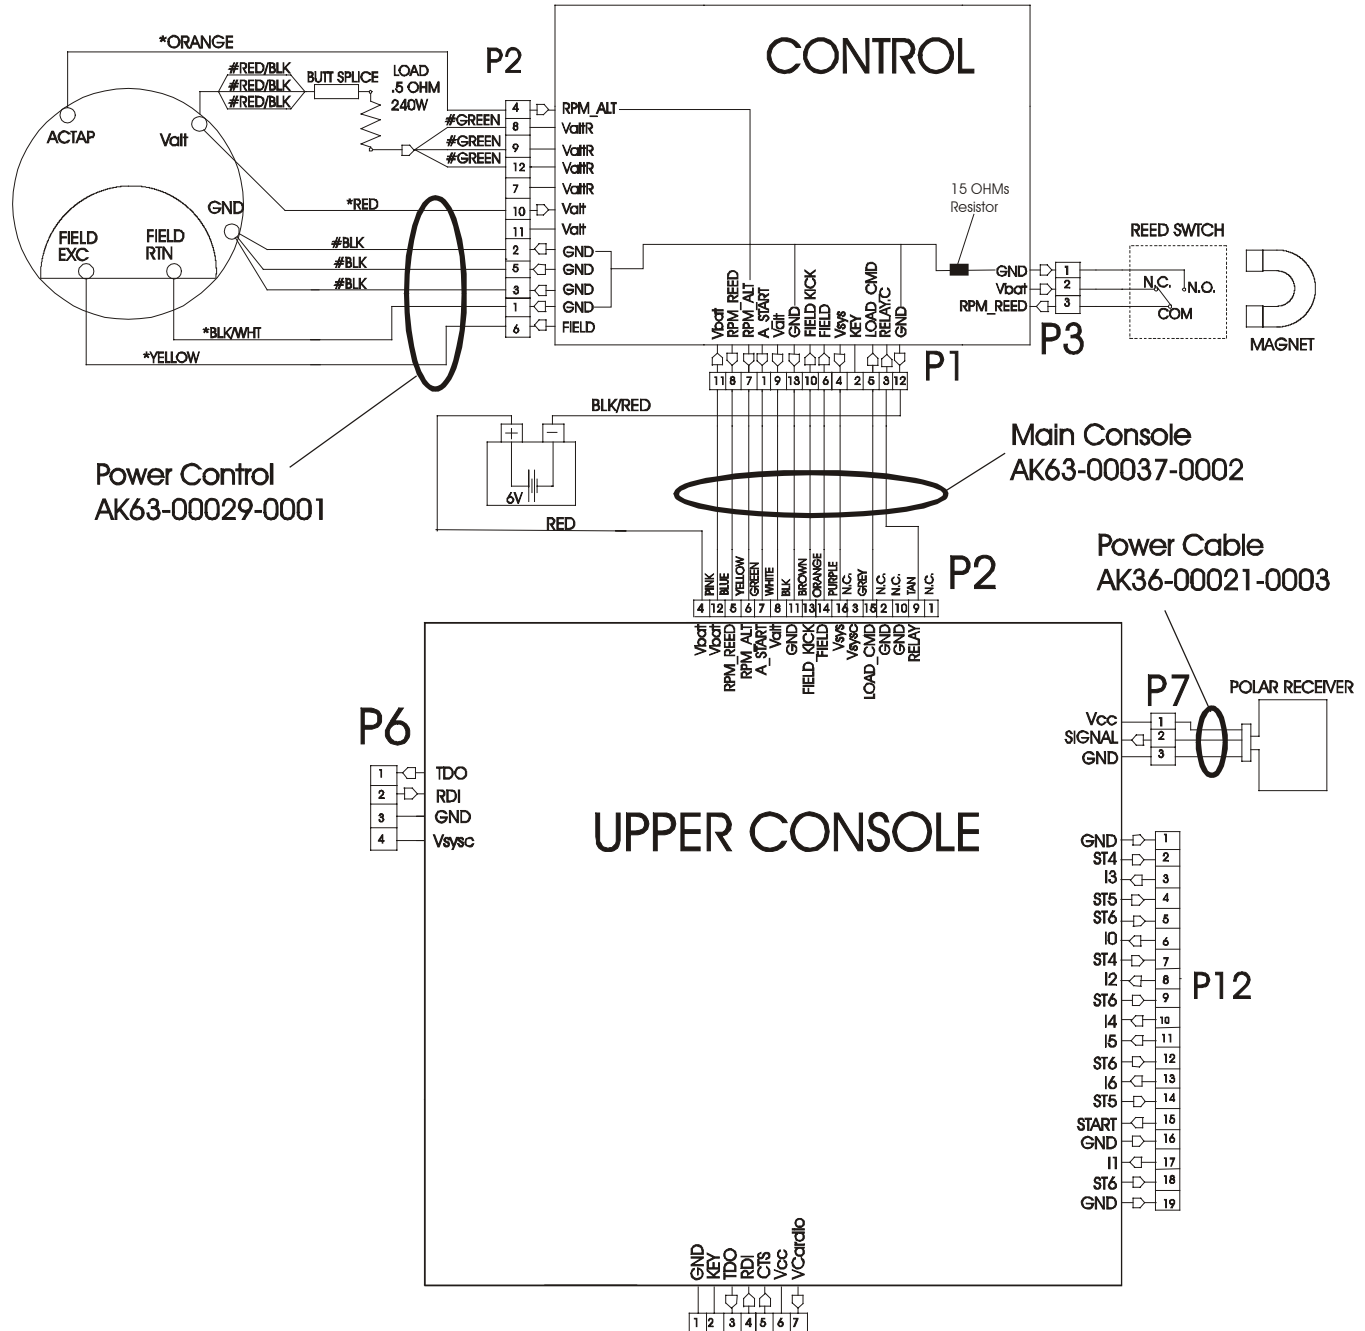 CONTROL
*ORANGE
#RED/BLK
#RED/BLK
#RED/BLK
BUTT SPLICE
LOAD
.5 OHM
240W
P2
ACTAP
Valt
GND
FIELD
EXC
FIELD
RTN
#GREEN
#GREEN
#GREEN
*RED
#BLK
#BLK
#BLK
*BLK/WHT
*YELLOW
4 RPM_ALT
8 ValtR
9 ValtR
12 ValtR
7 ValtR
10 Valt
11 Valt
2 GND
5 GND
3 GND
1 GND
6 FIELD
15 OHMs
Resistor
GND 1
Vbat 2
RPM_REED 3
P3
REED SWTCH
N.C.
N.O.
COM
MAGNET
Vbat
RPM_REED
RPM_ALT
A_START
Valt
GND
FIELD_KICK
FIELD
Vsys
KEY
LOAD_CMD
RELAY.C
GND
11 8 7 1 9 13 10 6 4 2 5 3 12
P1
BLK/RED
+ −
6V
RED
Power Control
AK63-00029-0001
Main Console
AK63-00037-0002
Power Cable
AK36-00021-0003
PINK
BLUE
YELLOW
GREEN
WHITE
BLK
BROWN
ORANGE
PURPLE
N.C.
GREY
N.C.
N.C.
TAN
N.C.
P2
4 12 5 6 7 8 11 13 14 16 3 15 2 10 9 1
Vbat
Vbat
RPM_REED
RPM_ALT
A_START
Valt
GND
FIELD_KICK
FIELD
Vsys
Vsysc
LOAD_CMD
GND
GND
RELAY
P6
1 TDO
2 RDI
3 GND
4 Vsysc
UPPER CONSOLE
P7
POLAR RECEIVER
Vcc 1
SIGNAL 2
GND 3
GND 1
ST4 2
I3 3
ST5 4
ST6 5
I0 6
ST4 7
I2 8
ST6 9
I4 10
I5 11
ST6 12
I6 13
ST5 14
START 15
GND 16
I1 17
ST6 18
GND 19
P12
GND
KEY
TDO
RDI
CTS
Vcc
VCardio
1 2 3 4 5 6 7